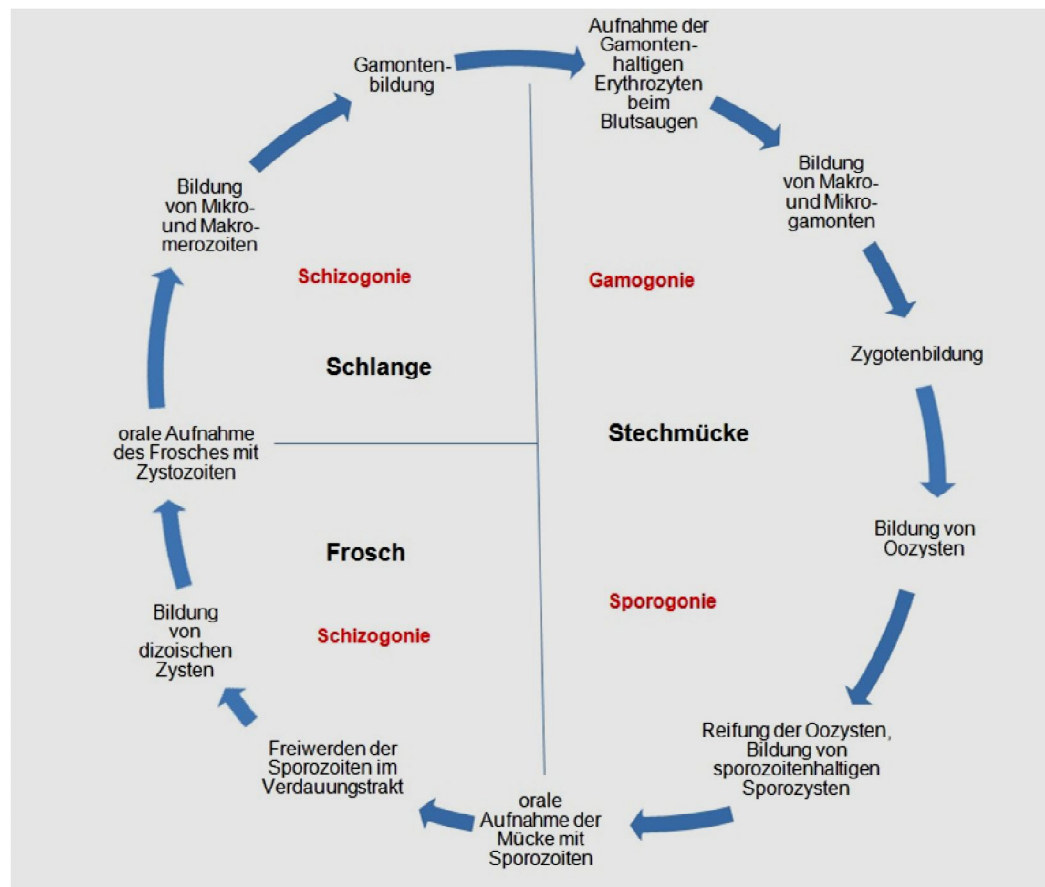 Gamonten-
bildung
Aufnahme der
Gamonten-
haltigen
Erythrozyten
beim
Blutsaugen
Bildung
von Makro-
und Mikro-
gamonten
Zygotenbildung
Bildung von
Oozysten
Reifung der Oozysten,
Bildung von
sporozoitenhaltigen
Sporozysten
orale
Aufnahme der
Mücke mit
Sporozoiten
Freiwerden der
Sporozoiten im
Verdauungstrakt
Bildung
von
dizoischen
Zysten
orale Aufnahme
des Frosches mit
Zystozoiten
Bildung
von Mikro-
und Makro-
merozoiten
Schizogonie
Gamogonie
Schlange
Stechmücke
Frosch
Sporogonie
Schizogonie